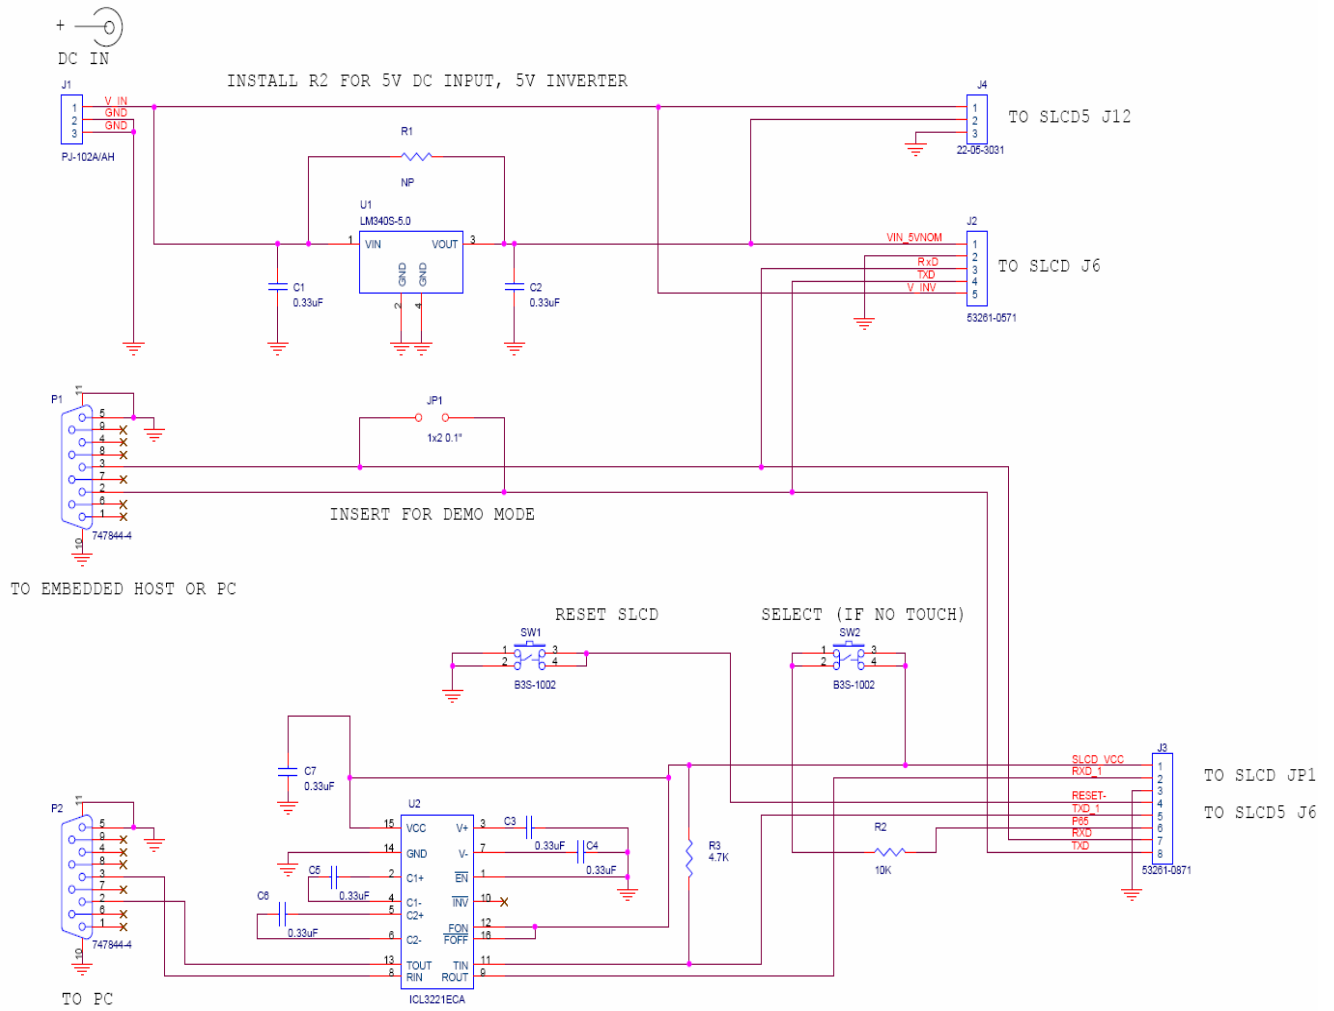 +
DC IN
INSTALL R2 FOR 5V DC INPUT, 5V INVERTER
J1
1 V_IN
2 GND
3 GND
PJ-102A/AH
R1
NP
U1
LM340S-5.0
1 VIN VOUT 3
GND GND
2 4
C1
0.33uF
C2
0.33uF
J4
1
2
3
22-05-3031
TO SLCD5 J12
J2
VIN_5VNOM 1
2
RxD 3
TXD 4
V_INV 5
53261-0571
TO SLCD J6
P1
11
5
9
4
8
3
7
2
6
1
10
747844-4
TO EMBEDDED HOST OR PC
JP1
1x2 0.1"
INSERT FOR DEMO MODE
RESET SLCD
SW1
1 3
2 4
B3S-1002
SELECT (IF NO TOUCH)
SW2
1 3
2 4
B3S-1002
C7
0.33uF
P2
11
5
9
4
8
3
7
2
6
1
10
747844-4
TO PC
U2
15 VCC V+ 3
14 GND V- 7
2 C1+ EN 1
4 C1- INV 10
5 C2+ FON 12
6 C2- FOFF 16
13 TOUT TIN 11
8 RIN ROUT 9
ICL3221ECA
C3
0.33uF
C4
0.33uF
C5
0.33uF
C6
0.33uF
R3
4.7K
R2
10K
J3
SLCD_VCC 1
RXD_1 2
3
RESET- 4
TXD_1 5
P65 6
RXD 7
TXD 8
53261-0871
TO SLCD JP1
TO SLCD5 J6